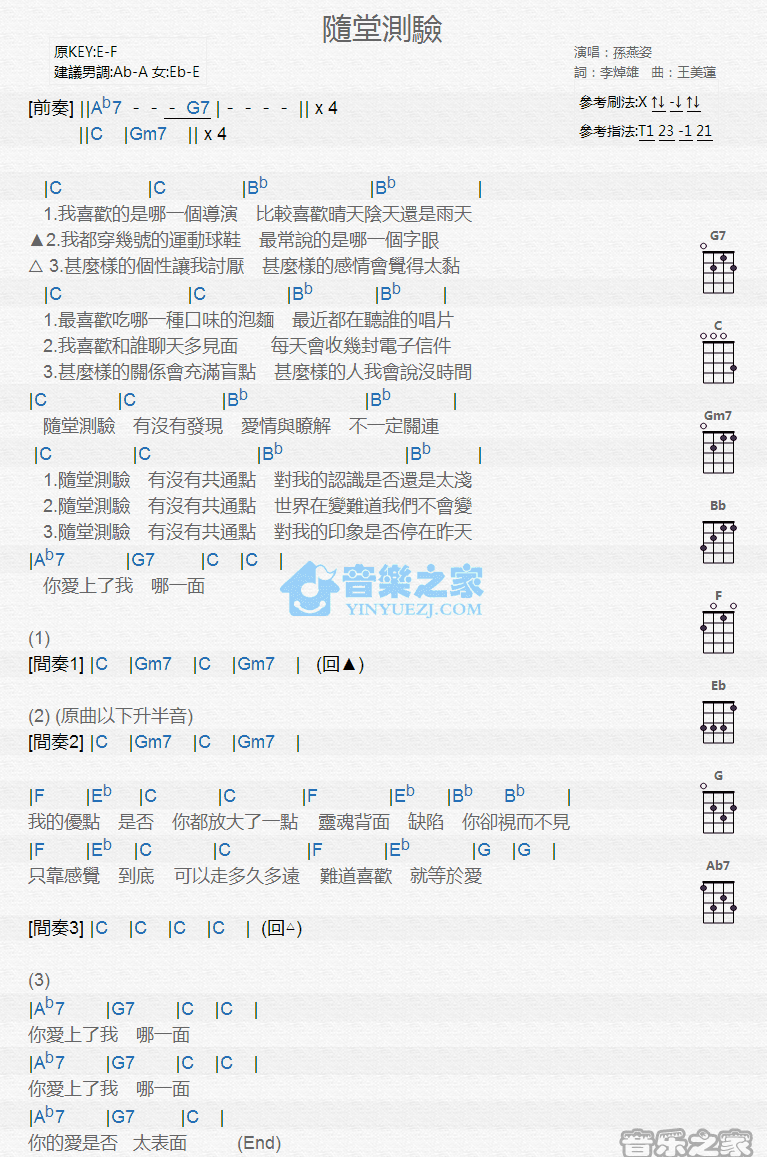 隨堂測驗
原KEY:E-F
建議男調:Ab-A 女:Eb-E
演唱：孫燕姿
詞：李焯雄　曲：王美蓮
[前奏] ||Ab7 - - - G7 | - - - - || x 4
||C |Gm7 || x 4
參考刷法:X ↑↓ -↓ ↑↓
參考指法:T1 23 -1 21
|C |C |Bb |Bb |
1.我喜歡的是哪一個導演　比較喜歡晴天陰天還是雨天
▲2.我都穿幾號的運動球鞋　最常說的是哪一個字眼
△ 3.甚麼樣的個性讓我討厭　甚麼樣的感情會覺得太黏
|C |C |Bb |Bb |
1.最喜歡吃哪一種口味的泡麵　最近都在聽誰的唱片
2.我喜歡和誰聊天多見面　每天會收幾封電子信件
3.甚麼樣的關係會充滿盲點　甚麼樣的人我會說沒時間
|C |C |Bb |Bb |
隨堂測驗　有沒有發現　愛情與瞭解　不一定關連
|C |C |Bb |Bb |
1.隨堂測驗　有沒有共通點　對我的認識是否還是太淺
2.隨堂測驗　有沒有共通點　世界在變難道我們不會變
3.隨堂測驗　有沒有共通點　對我的印象是否停在昨天
|Ab7 |G7 |C |C |
你愛上了我　哪一面
音樂之家
YINYUEZJ.COM
(1)
[間奏1] |C |Gm7 |C |Gm7 | (回▲)
(2) (原曲以下升半音)
[間奏2] |C |Gm7 |C |Gm7 |
|F |Eb |C |C |F |Eb |Bb Bb |
我的優點　是否　你都放大了一點　靈魂背面　缺陷　你卻視而不見
|F |Eb |C |C |F |Eb |G |G |
只靠感覺　到底　可以走多久多遠　難道喜歡　就等於愛
[間奏3] |C |C |C |C | (回△)
(3)
|Ab7 |G7 |C |C |
你愛上了我　哪一面
|Ab7 |G7 |C |C |
你愛上了我　哪一面
|Ab7 |G7 |C |
你的愛是否　太表面　(End)
G7
C
Gm7
Bb
F
Eb
G
Ab7
音乐之家